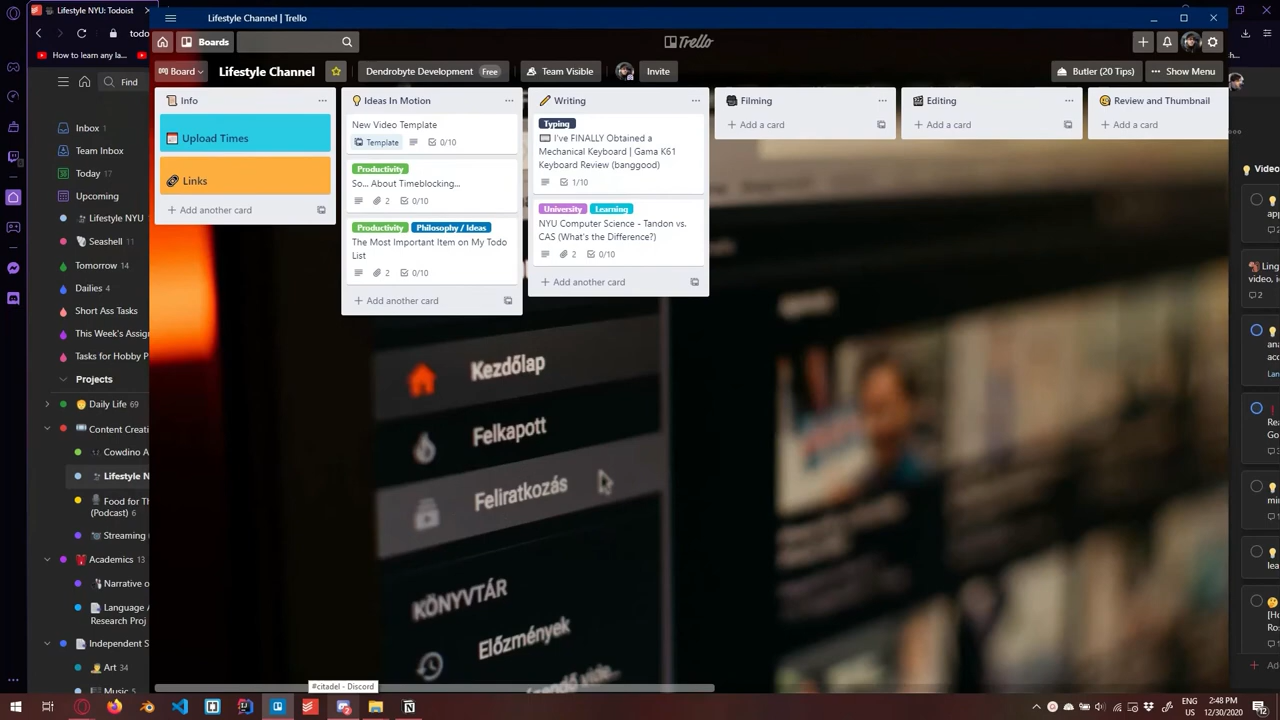 Lifestyle NYU: Todoist
Lifestyle Channel | Trello
todo
Boards
Trello
How to learn any la
Board
Lifestyle Channel
Dendrobyte Development
Free
Team Visible
Invite
Butler (20 Tips)
Show Menu
Find
Info
Ideas In Motion
Writing
Filming
Editing
Review and Thumbnail
Upload Times
Links
Add another card
New Video Template
Template
0/10
Productivity
So... About Timeblocking...
2
0/10
Productivity
Philosophy / Ideas
The Most Important Item on My Todo
List
2
0/10
Add another card
Typing
I've FINALLY Obtained a
Mechanical Keyboard | Gama K61
Keyboard Review (banggood)
1/10
University
Learning
NYU Computer Science - Tandon vs.
CAS (What's the Difference?)
2
0/10
Add another card
Add a card
Add a card
Add a card
Inbox 1
Team Inbox
Today 17
Upcoming
Lifestyle NYU
Seashell 11
Tomorrow 14
Dailies 4
Short Ass Tasks
This Week's Assig
Tasks for Hobby P
Projects
Daily Life 69
Content Creati
Cowdino A
Lifestyle N
Food for Th
(Podcast) 6
Streaming
Academics 13
Narrative o
Language A
Research Proj
Independent S
Art 34
Music 5
Kezdőlap
Felkapott
Feliratkozás
KÖNYVTÁR
Előzmények
#citadel - Discord
ENG
US
2:48 PM
12/30/2020